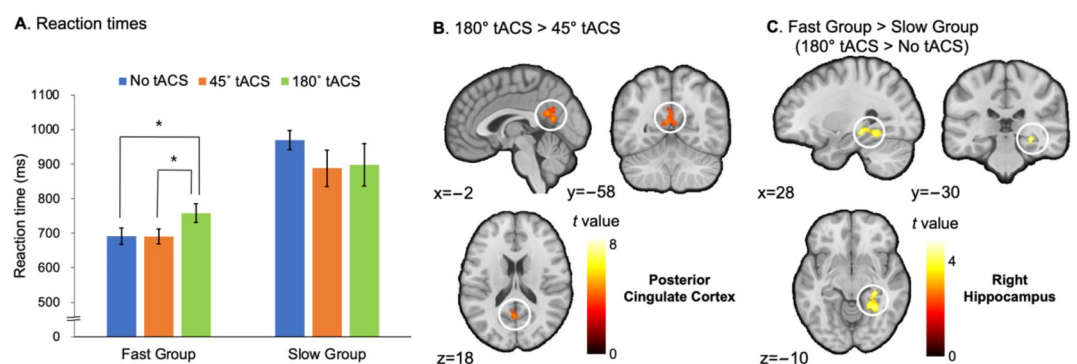 A. Reaction times
No tACS 45° tACS 180° tACS
Reaction time (ms)
1100
1000
900
800
700
600
500
0
*
*
Fast Group Slow Group
B. 180° tACS > 45° tACS
x=−2 y=−58
z=18
t value
8
0
Posterior
Cingulate Cortex
C. Fast Group > Slow Group
(180° tACS > No tACS)
x=28 y=−30
z=−10
t value
4
0
Right
Hippocampus